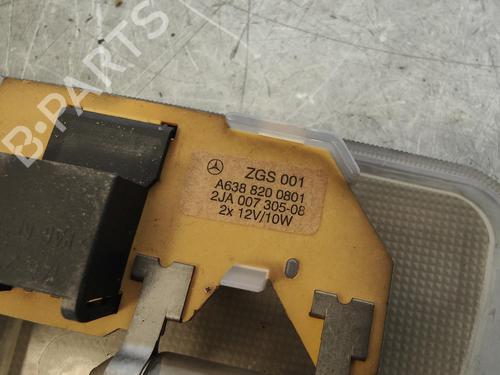 B-PARTS
ZGS 001
A638 820 0801
2JA 007 305-08
2x 12V/10W